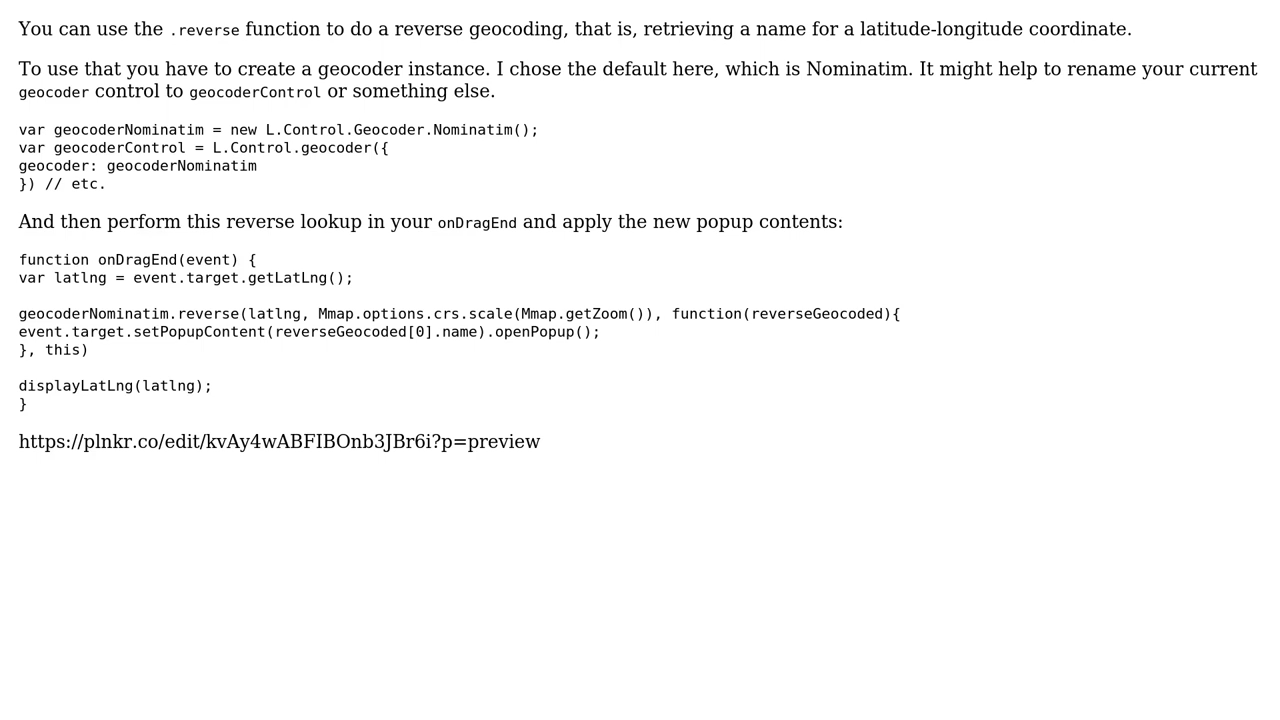 You can use the .reverse function to do a reverse geocoding, that is, retrieving a name for a latitude-longitude coordinate.
To use that you have to create a geocoder instance. I chose the default here, which is Nominatim. It might help to rename your current
geocoder control to geocoderControl or something else.
var geocoderNominatim = new L.Control.Geocoder.Nominatim();
var geocoderControl = L.Control.geocoder({
geocoder: geocoderNominatim
}) // etc.
And then perform this reverse lookup in your onDragEnd and apply the new popup contents:
function onDragEnd(event) {
var latlng = event.target.getLatLng();
geocoderNominatim.reverse(latlng, Mmap.options.crs.scale(Mmap.getZoom()), function(reverseGeocoded){
event.target.setPopupContent(reverseGeocoded[0].name).openPopup();
}, this)
displayLatLng(latlng);
}
https://plnkr.co/edit/kvAy4wABFIBOnb3JBr6i?p=preview